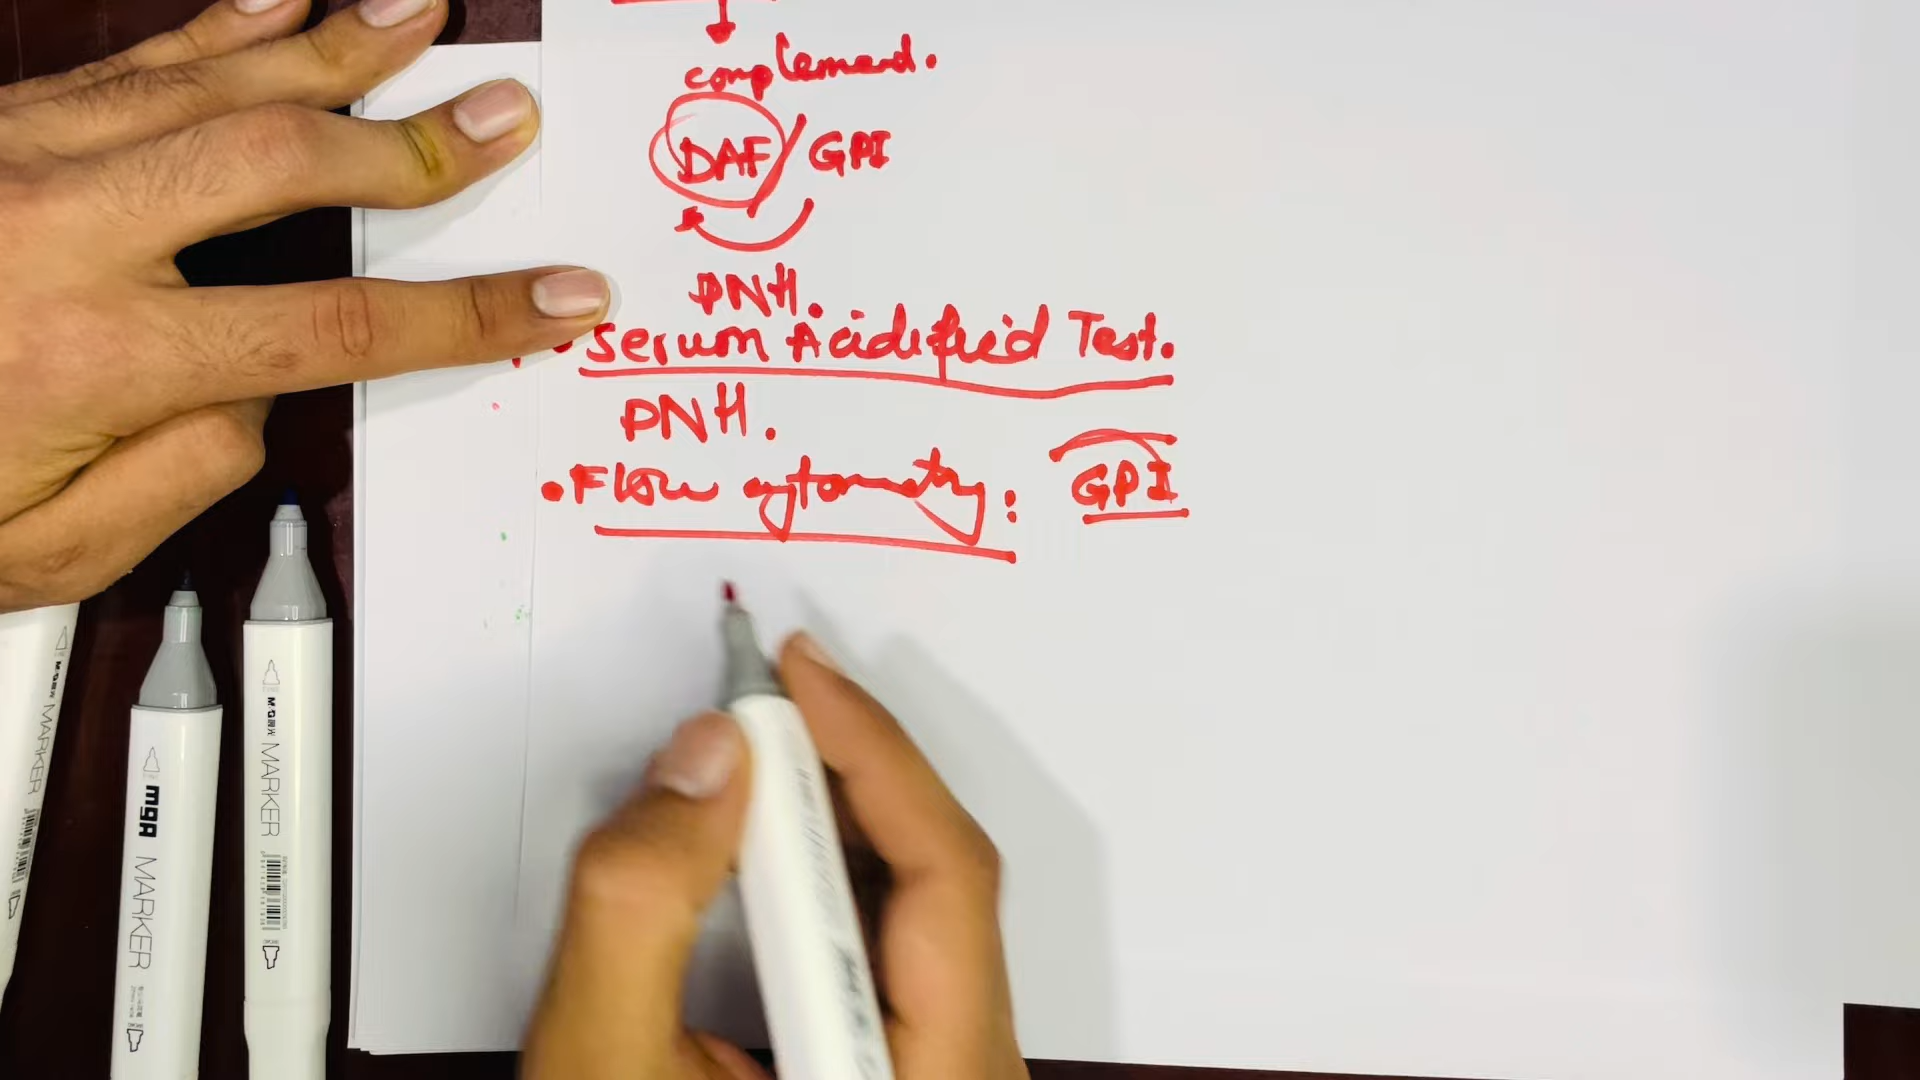 complement.
DAF/GPI
PNH.
• Serum Acidified Test.
PNH.
• Flow cytometry: GPI
MARKER
M&G MARKER
MARKER